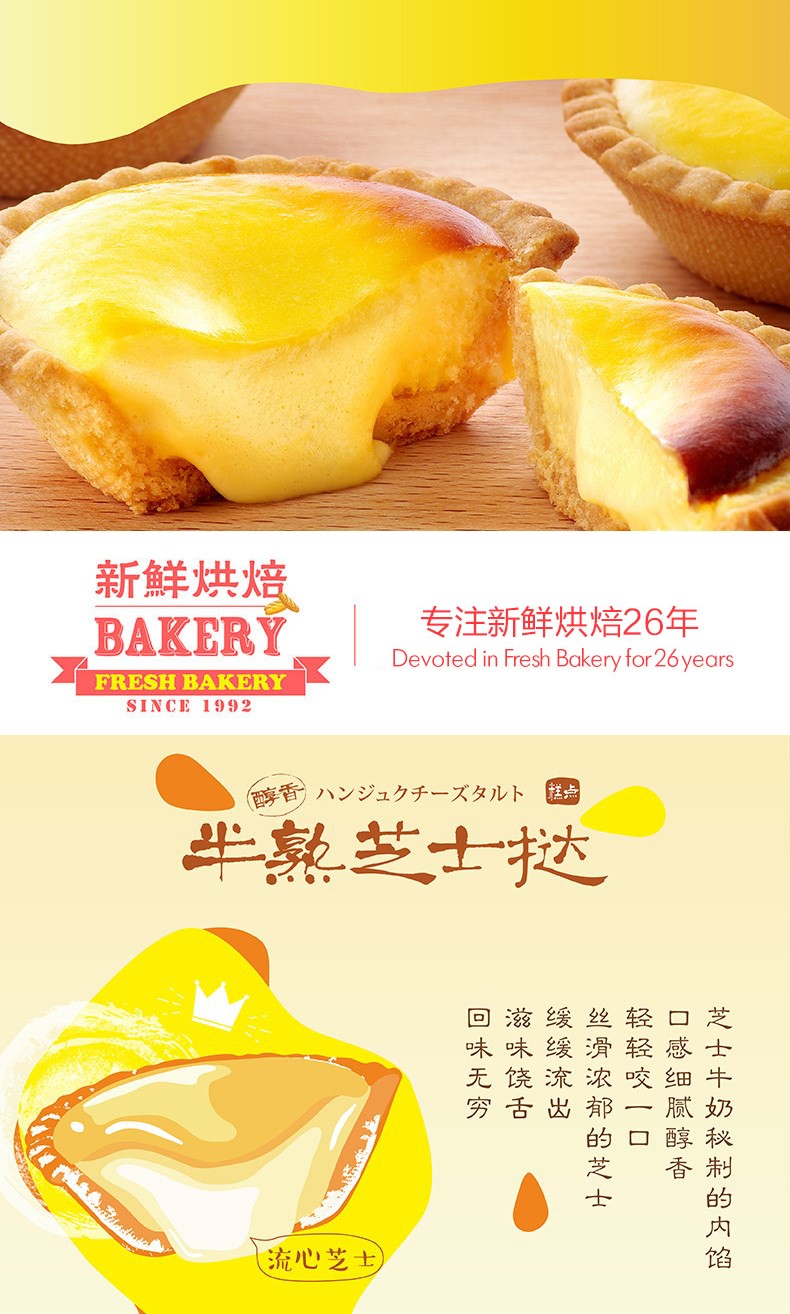 新鮮烘焙
BAKERY
FRESH BAKERY
SINCE 1992
专注新鲜烘焙26年
Devoted in Fresh Bakery for 26 years
醇香
ハンジュクチーズタルト
糕点
半熟芝士挞
芝士牛奶秘制的内馅
口感细腻醇香
轻轻咬一口
丝滑浓郁的芝士
缓缓流出
滋味饶舌
回味无穷
流心芝士